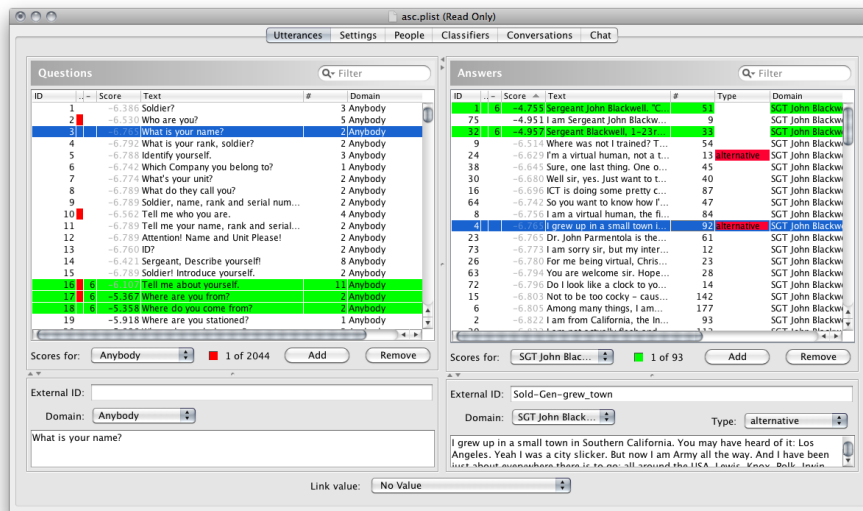 asc.plist (Read Only)
Utterances Settings People Classifiers Conversations Chat
Questions Filter
ID .. - Score Text # Domain
1 -6.386 Soldier? 3 Anybody
2 -6.530 Who are you? 5 Anybody
3 -6.765 What is your name? 2 Anybody
4 -6.792 What is your rank, soldier? 2 Anybody
5 -6.788 Identify yourself. 3 Anybody
6 -6.742 Which Company you belong to? 2 Anybody
7 -6.774 What's your unit? 2 Anybody
8 -6.789 What do they call you? 2 Anybody
9 -6.789 Soldier, name, rank and serial num... 2 Anybody
10 -6.562 Tell me who you are. 4 Anybody
11 -6.789 Tell me your name, rank and serial... 2 Anybody
12 -6.789 Attention! Name and Unit Please! 2 Anybody
13 -6.760 ID? 2 Anybody
14 -6.421 Sergeant, Describe yourself! 8 Anybody
15 -6.789 Soldier! Introduce yourself. 2 Anybody
16 6 -6.107 Tell me about yourself. 11 Anybody
17 6 -5.367 Where are you from? 2 Anybody
18 6 -5.358 Where do you come from? 2 Anybody
19 -5.918 Where are you stationed? 1 Anybody
Scores for: Anybody 1 of 2044 Add Remove
External ID:
Domain: Anybody
What is your name?
Answers Filter
ID .. - Score Text # Type Domain
1 6 -4.755 Sergeant John Blackwell. "C... 51 SGT John Blackw
75 -4.951 I am Sergeant John Blackw... 9 SGT John Blackw
32 6 -4.957 Sergeant Blackwell, 1-23r... 33 SGT John Blackw
9 -6.514 Where was not I trained? T... 54 SGT John Blackw
24 -6.629 I'm a virtual human, not a t... 13 alternative SGT John Blackw
38 -6.645 Sure, one last thing. One o... 45 SGT John Blackw
30 -6.680 Well sir, yes. Just want to t... 40 SGT John Blackw
16 -6.696 ICT is doing some pretty c... 87 SGT John Blackw
64 -6.742 So you want to know how I'... 47 SGT John Blackw
8 -6.756 I am a virtual human, the fi... 84 SGT John Blackw
4 -6.765 I grew up in a small town i... 92 alternative SGT John Blackw
23 -6.765 Dr. John Parmentola is the... 61 SGT John Blackw
77 -6.773 I am sorry sir, but my inter... 12 SGT John Blackw
26 -6.780 For me being virtual, Chris... 23 SGT John Blackw
63 -6.794 You are welcome sir. Hope... 28 SGT John Blackw
72 -6.796 Do I look like a clock to yo... 14 SGT John Blackw
15 -6.803 Not to be too cocky - caus... 142 SGT John Blackw
6 -6.805 Among many things, I am... 177 SGT John Blackw
2 -6.822 I am from California, the In... 93 SGT John Blackw
Scores for: SGT John Blac... 1 of 93 Add Remove
External ID: Sold-Gen-grew_town
Domain: SGT John Black... Type: alternative
I grew up in a small town in Southern California. You may have heard of it: Los
Angeles. Yeah I was a city slicker. But now I am Army all the way. And I have been
just about everywhere there is to go; all around the USA, Lewis, Knox, Polk, Irwin
Link value: No Value